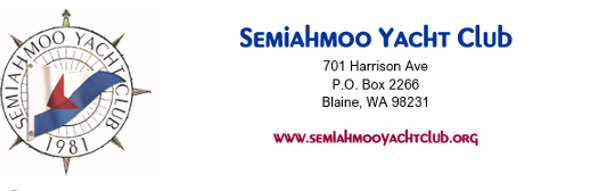 SEMIAHMOO YACHT CLUB
1981
Semiahmoo Yacht Club
701 Harrison Ave
P.O. Box 2266
Blaine, WA 98231
www.semiahmooyachtclub.org